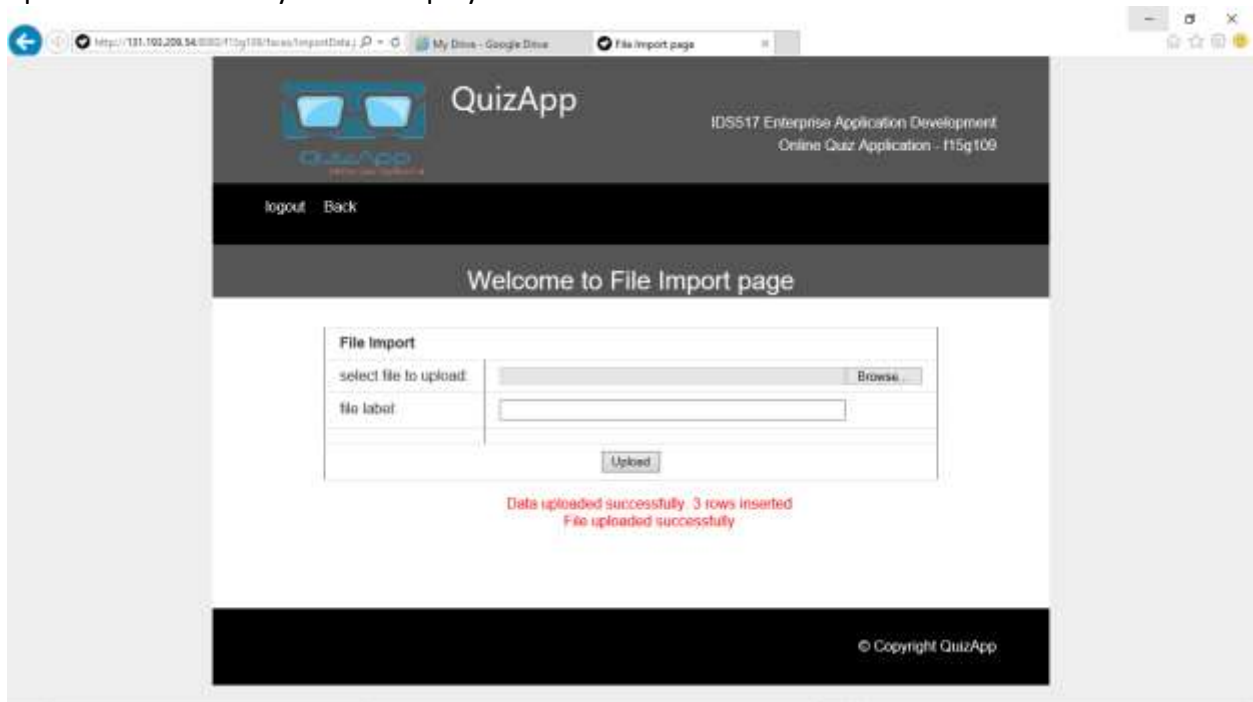 My Drive - Google Drive
File Import page
QuizApp
IDS517 Enterprise Application Development
Online Quiz Application - f15g109
QuizApp
logout Back
Welcome to File Import page
File Import
select file to upload:
Browse...
file label:
Upload
Data uploaded successfully. 3 rows inserted
File uploaded successfully
© Copyright QuizApp